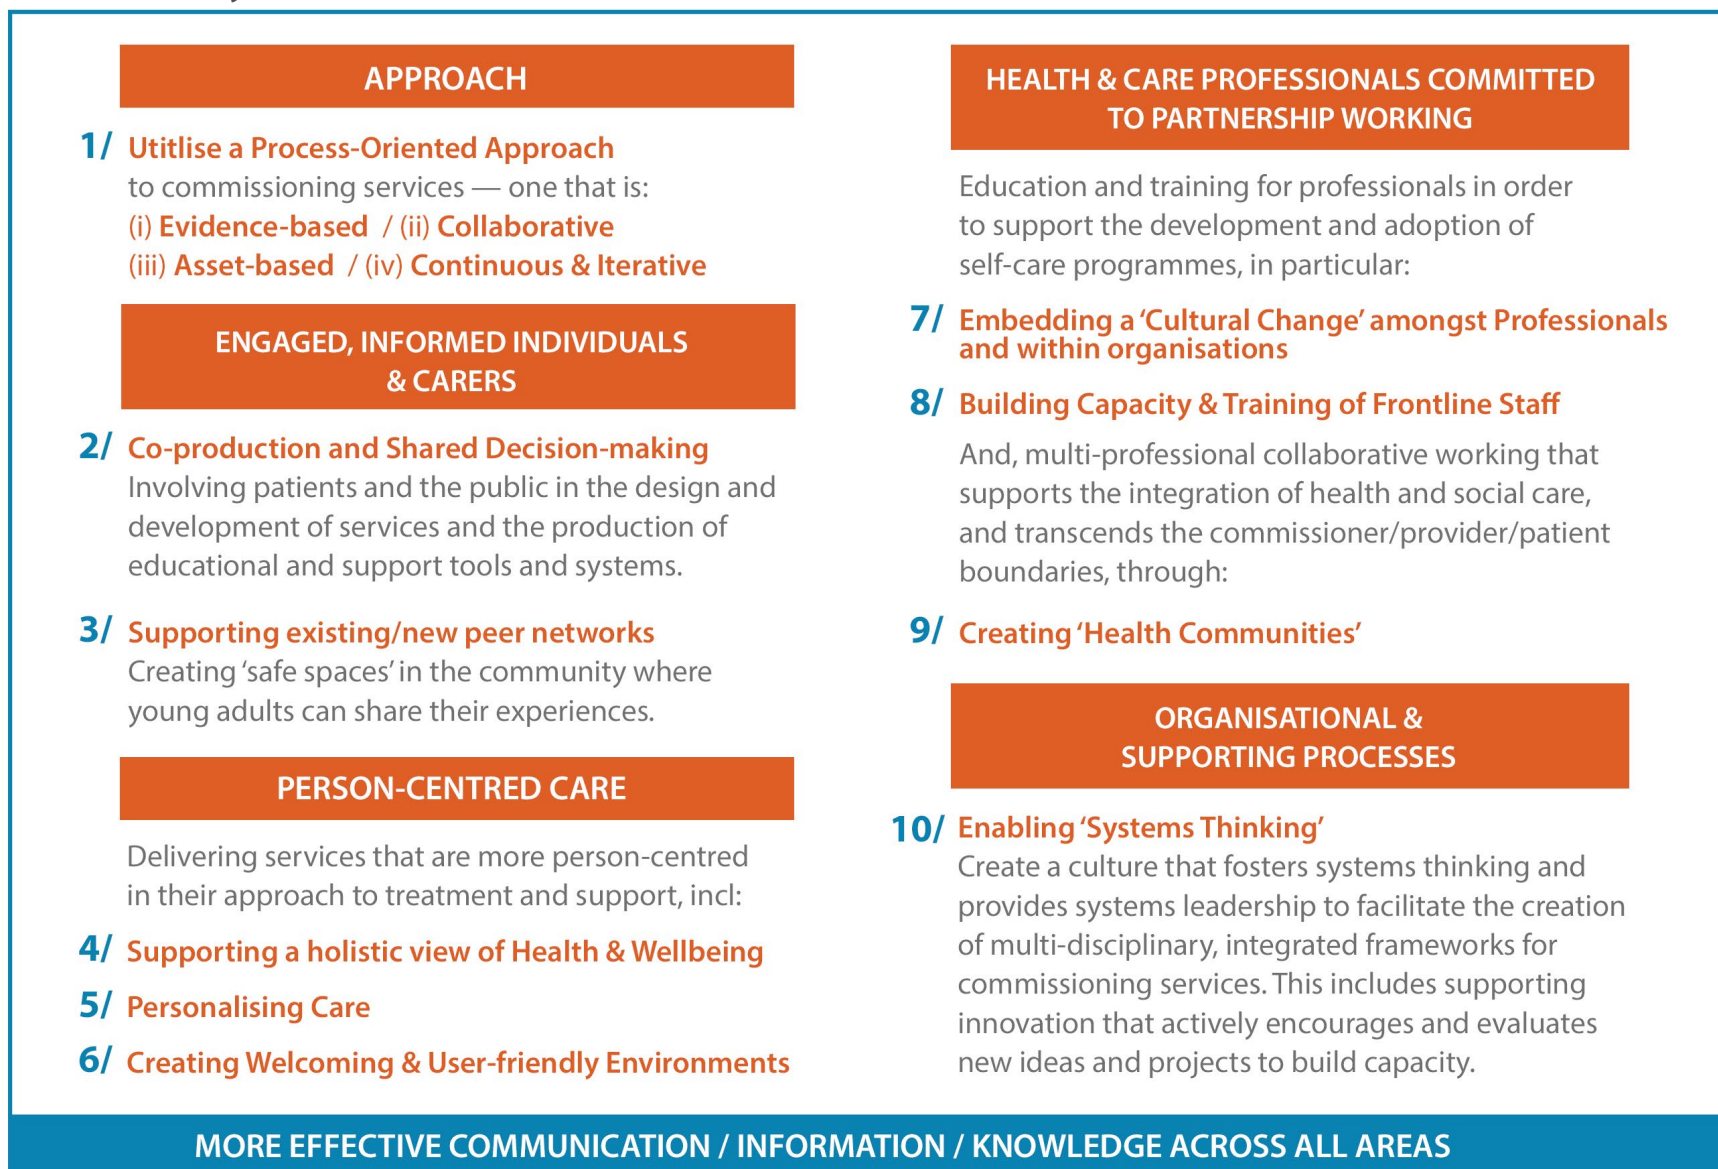 APPROACH
1/ Utitlise a Process-Oriented Approach
to commissioning services — one that is:
(i) Evidence-based / (ii) Collaborative
(iii) Asset-based / (iv) Continuous & Iterative
ENGAGED, INFORMED INDIVIDUALS
& CARERS
2/ Co-production and Shared Decision-making
Involving patients and the public in the design and
development of services and the production of
educational and support tools and systems.
3/ Supporting existing/new peer networks
Creating ‘safe spaces’ in the community where
young adults can share their experiences.
PERSON-CENTRED CARE
Delivering services that are more person-centred
in their approach to treatment and support, incl:
4/ Supporting a holistic view of Health & Wellbeing
5/ Personalising Care
6/ Creating Welcoming & User-friendly Environments
HEALTH & CARE PROFESSIONALS COMMITTED
TO PARTNERSHIP WORKING
Education and training for professionals in order
to support the development and adoption of
self-care programmes, in particular:
7/ Embedding a ‘Cultural Change’ amongst Professionals
and within organisations
8/ Building Capacity & Training of Frontline Staff
And, multi-professional collaborative working that
supports the integration of health and social care,
and transcends the commissioner/provider/patient
boundaries, through:
9/ Creating ‘Health Communities’
ORGANISATIONAL &
SUPPORTING PROCESSES
10/ Enabling ‘Systems Thinking’
Create a culture that fosters systems thinking and
provides systems leadership to facilitate the creation
of multi-disciplinary, integrated frameworks for
commissioning services. This includes supporting
innovation that actively encourages and evaluates
new ideas and projects to build capacity.
MORE EFFECTIVE COMMUNICATION / INFORMATION / KNOWLEDGE ACROSS ALL AREAS